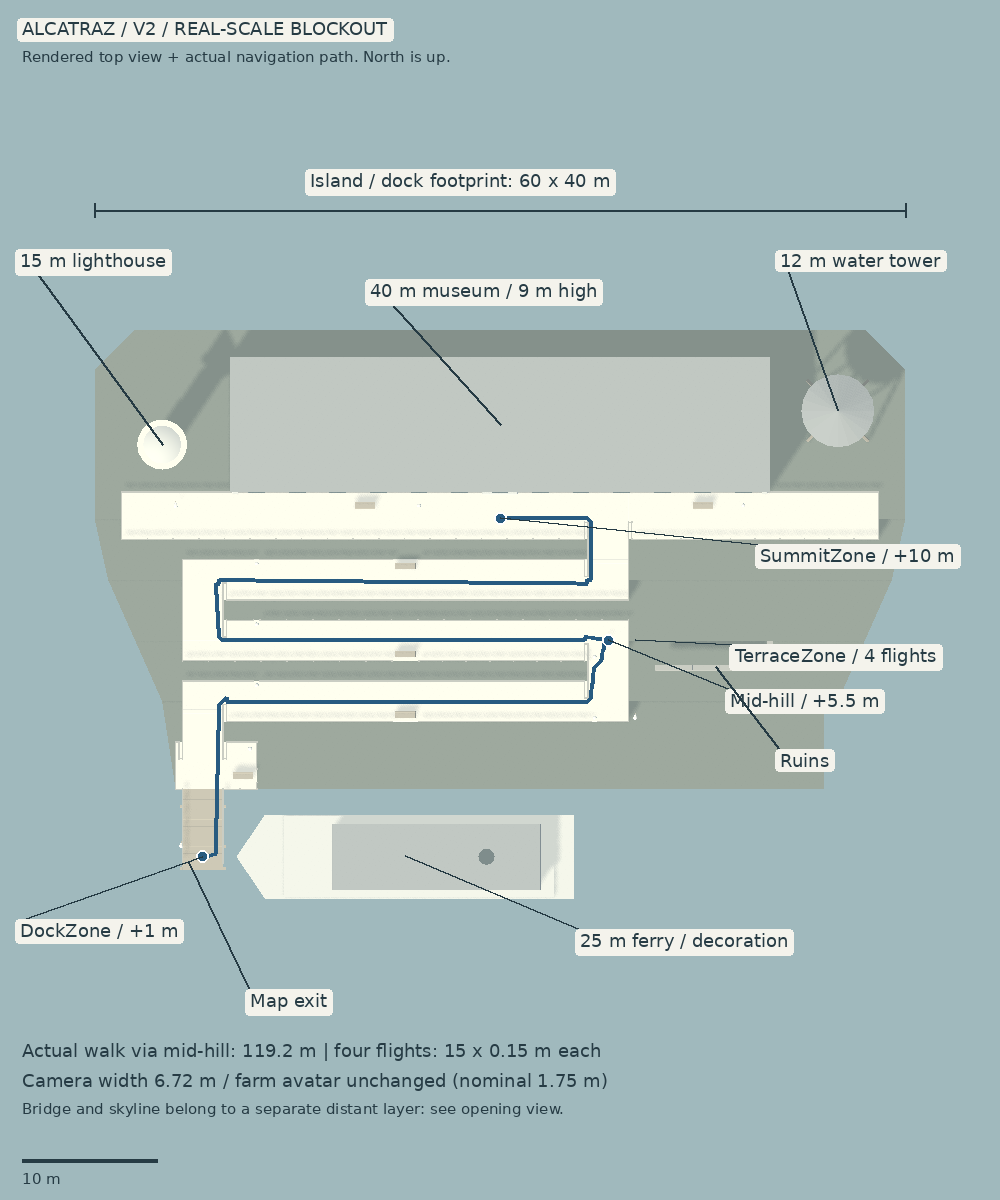 ALCATRAZ / V2 / REAL-SCALE BLOCKOUT
Rendered top view + actual navigation path. North is up.
Island / dock footprint: 60 x 40 m
15 m lighthouse
12 m water tower
40 m museum / 9 m high
SummitZone / +10 m
TerraceZone / 4 flights
Mid-hill / +5.5 m
Ruins
DockZone / +1 m
25 m ferry / decoration
Map exit
Actual walk via mid-hill: 119.2 m | four flights: 15 x 0.15 m each
Camera width 6.72 m / farm avatar unchanged (nominal 1.75 m)
Bridge and skyline belong to a separate distant layer: see opening view.
10 m